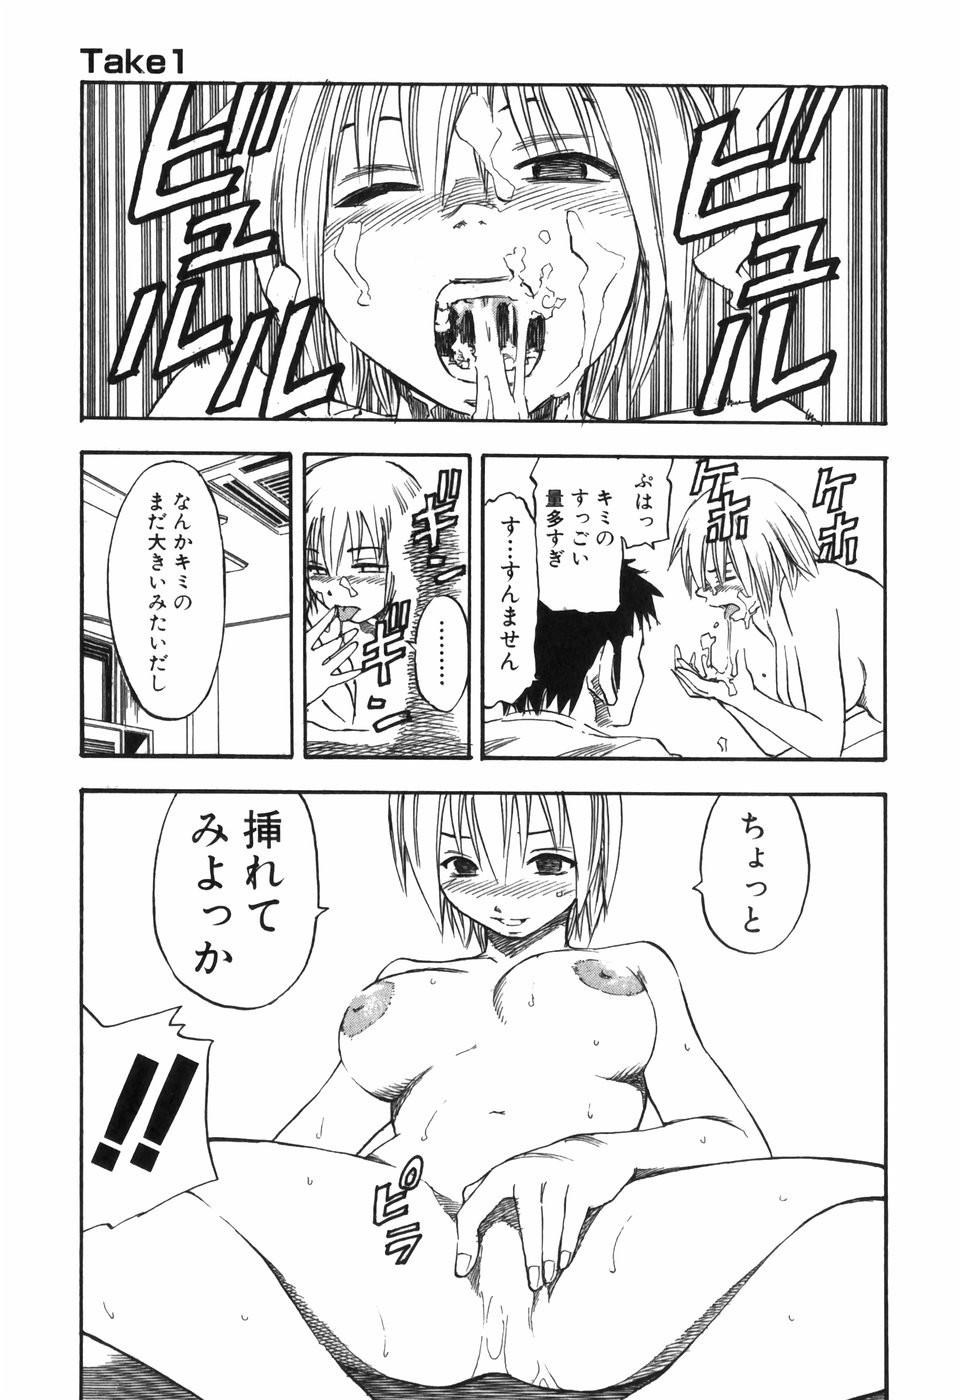 Take1
ビュルル
ビュル
ケホ
ケホ
ぷはっ
キミの
すっごい
量多すぎ
す…すんません
ギン
ギン
…………
なんかキミの
まだ大きいみたいだし
ちょっと
挿れて
みよっか
!!
ピラ